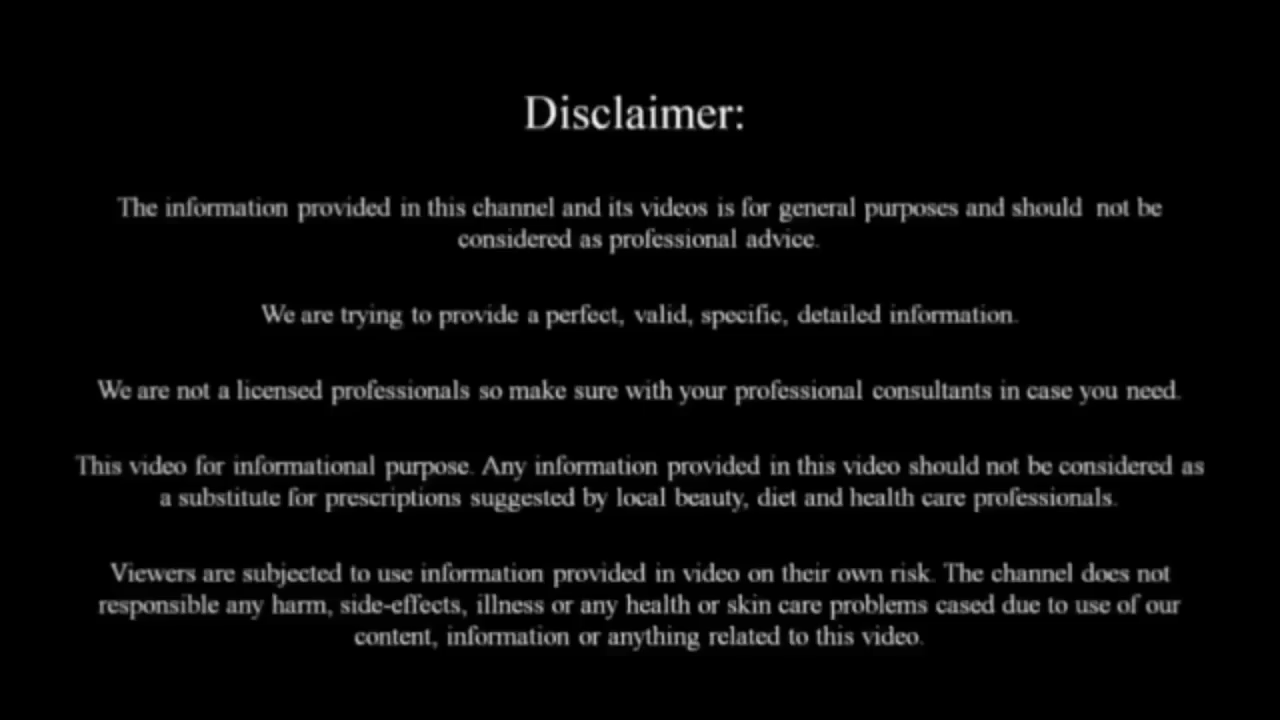 Disclaimer:
The information provided in this channel and its videos is for general purposes and should not be
considered as professional advice.
We are trying to provide a perfect, valid, specific, detailed information.
We are not a licensed professionals so make sure with your professional consultants in case you need.
This video for informational purpose. Any information provided in this video should not be considered as
a substitute for prescriptions suggested by local beauty, diet and health care professionals.
Viewers are subjected to use information provided in video on their own risk. The channel does not
responsible any harm, side-effects, illness or any health or skin care problems cased due to use of our
content, information or anything related to this video.